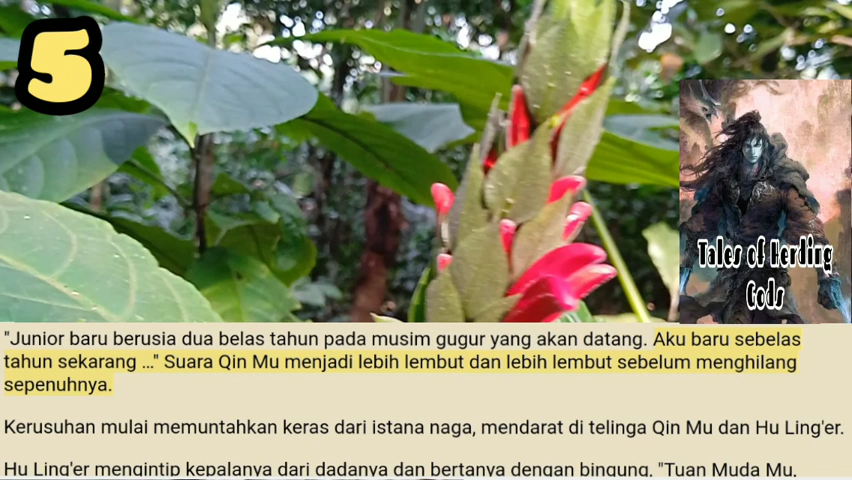 5
Tales of Herding
Gods
"Junior baru berusia dua belas tahun pada musim gugur yang akan datang. Aku baru sebelas
tahun sekarang ..." Suara Qin Mu menjadi lebih lembut dan lebih lembut sebelum menghilang
sepenuhnya.
Kerusuhan mulai memuntahkan keras dari istana naga, mendarat di telinga Qin Mu dan Hu Ling'er.
Hu Ling'er mengintip kepalanya dari dadanya dan bertanya dengan bingung, "Tuan Muda Mu,